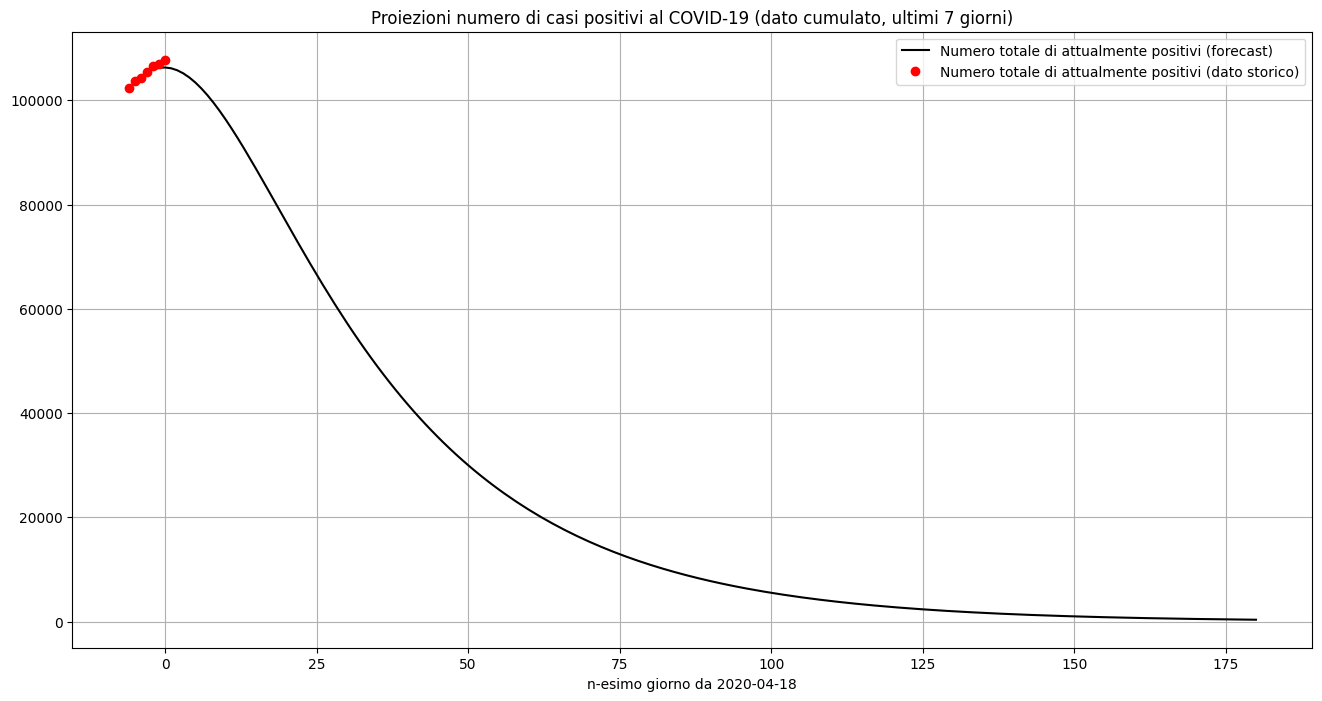 Proiezioni numero di casi positivi al COVID-19 (dato cumulato, ultimi 7 giorni)
Numero totale di attualmente positivi (forecast)
Numero totale di attualmente positivi (dato storico)
100000
80000
60000
40000
20000
0
0 25 50 75 100 125 150 175
n-esimo giorno da 2020-04-18